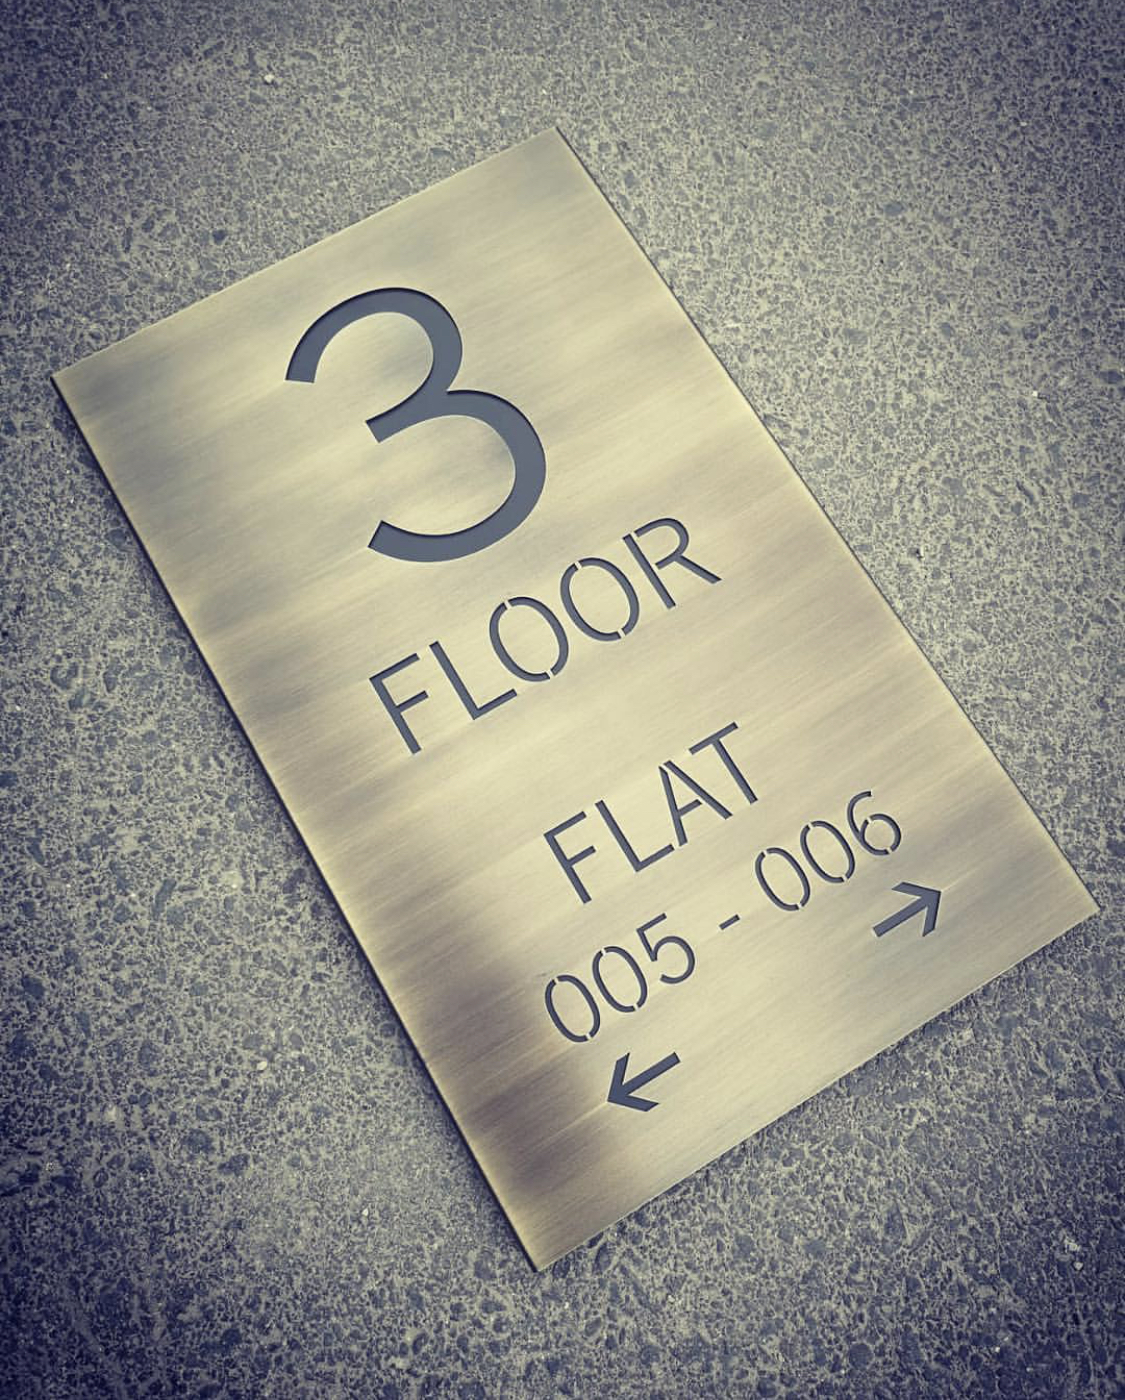 3
FLOOR
FLAT
005 - 006
← →